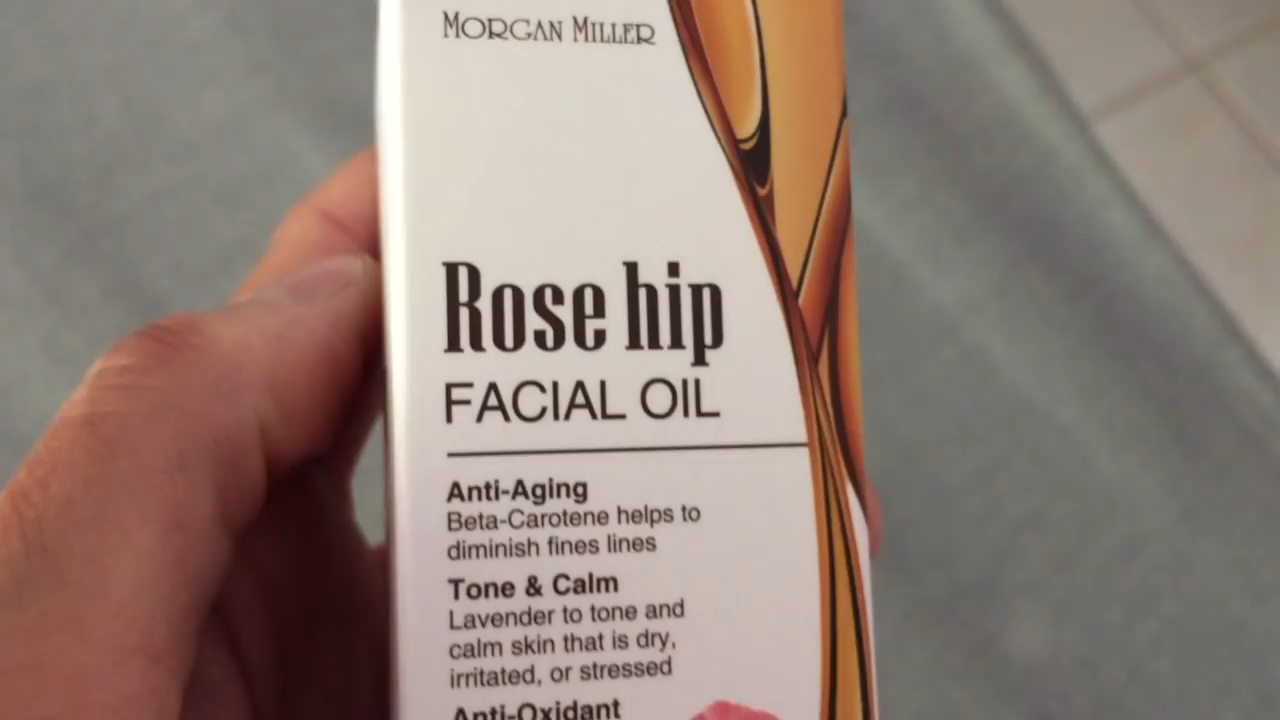 MORGAN MILLER
Rose hip
FACIAL OIL
Anti-Aging
Beta-Carotene helps to
diminish fines lines
Tone & Calm
Lavender to tone and
calm skin that is dry,
irritated, or stressed
Anti-Oxidant